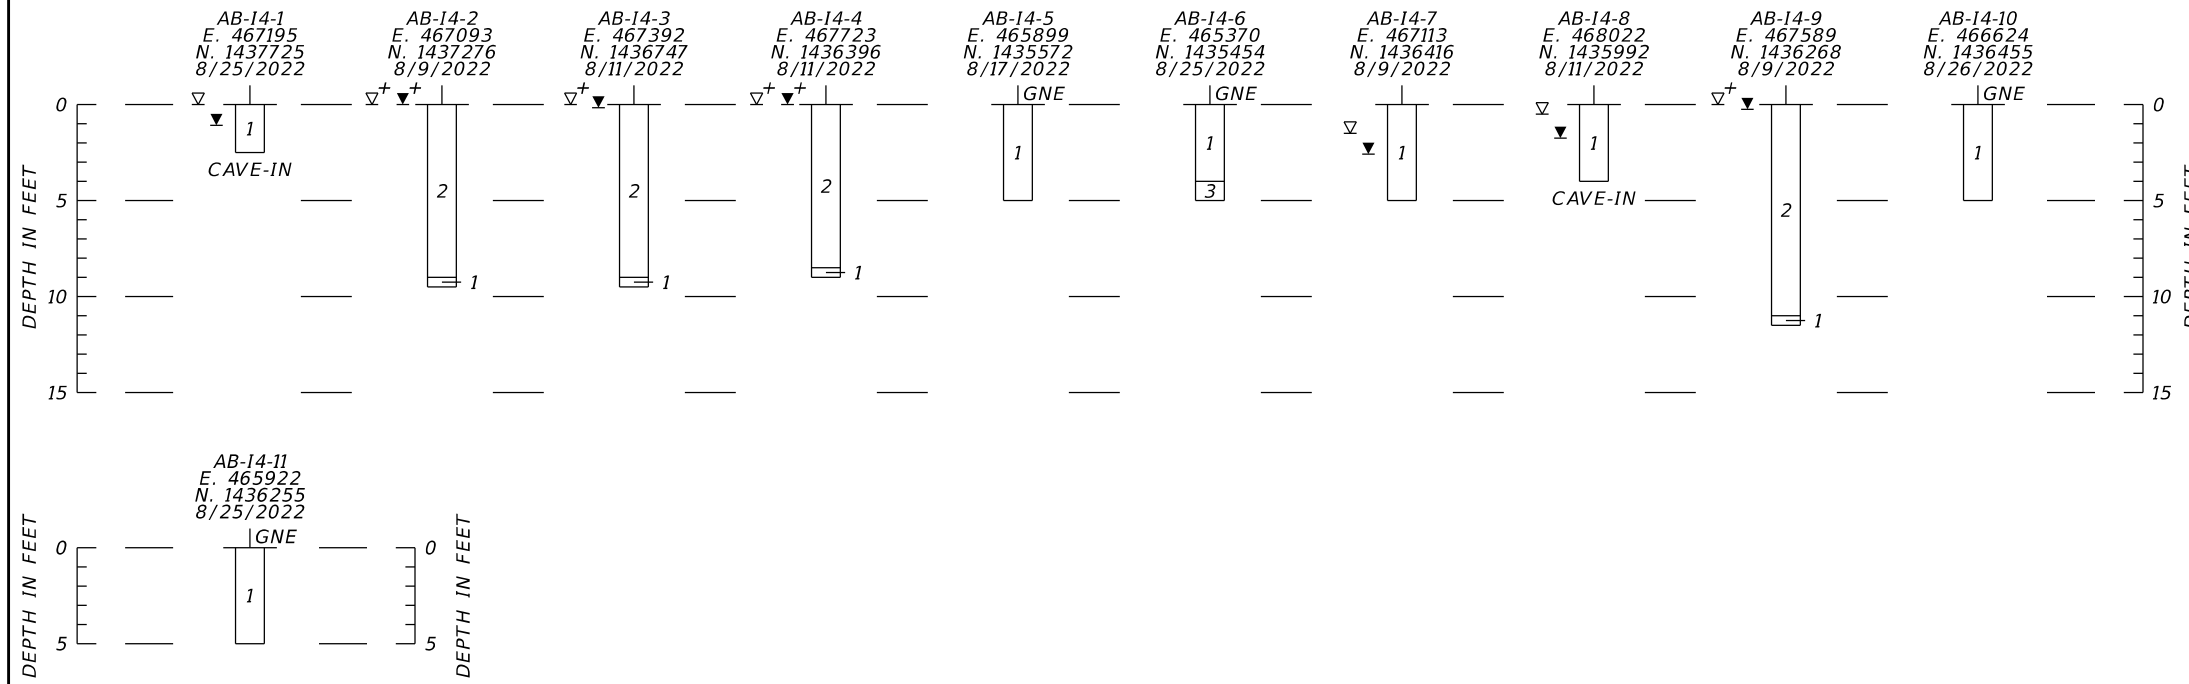 AB-I4-1
E. 467195
N. 1437725
8/25/2022
AB-I4-2
E. 467093
N. 1437276
8/9/2022
AB-I4-3
E. 467392
N. 1436747
8/11/2022
AB-I4-4
E. 467723
N. 1436396
8/11/2022
AB-I4-5
E. 465899
N. 1435572
8/17/2022
AB-I4-6
E. 465370
N. 1435454
8/25/2022
AB-I4-7
E. 467113
N. 1436416
8/9/2022
AB-I4-8
E. 468022
N. 1435992
8/11/2022
AB-I4-9
E. 467589
N. 1436268
8/9/2022
AB-I4-10
E. 466624
N. 1436455
8/26/2022
+ + + + + +
GNE
GNE
GNE
0
5
10
15
DEPTH IN FEET
1
CAVE-IN
2
1
2
1
2
1
1
1
3
1
1
CAVE-IN
2
1
1
0
5
10
15
DEPTH IN FEET
AB-I4-11
E. 465922
N. 1436255
8/25/2022
GNE
0
5
DEPTH IN FEET
1
0
5
DEPTH IN FEET